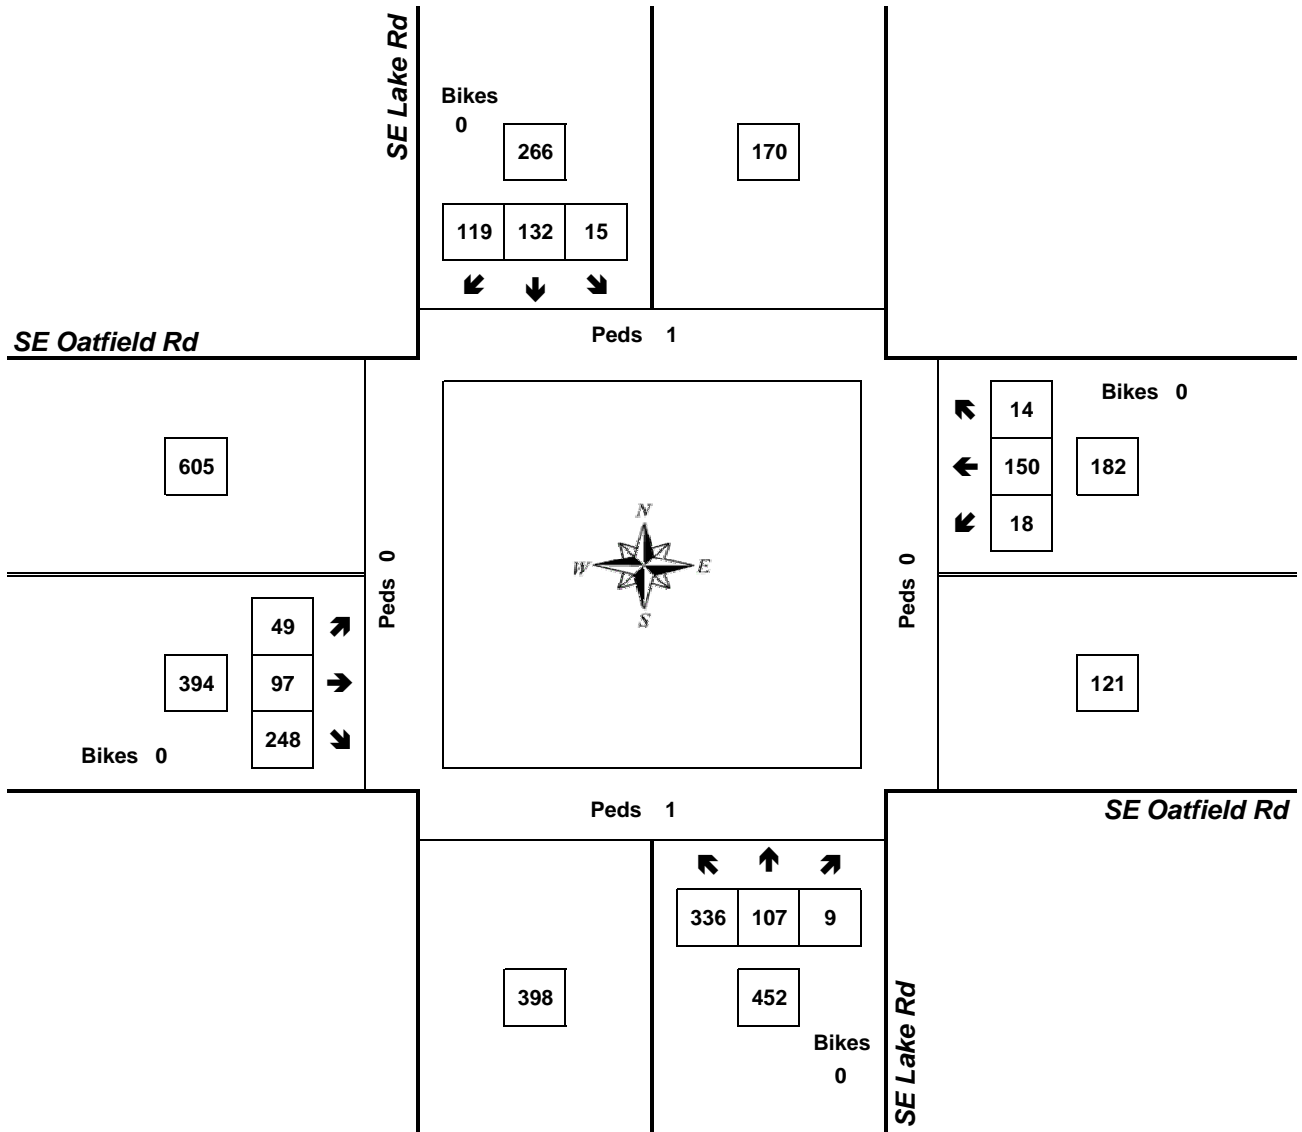 SE Lake Rd
Bikes
0
266
170
119 132 15
Peds 1
SE Oatfield Rd
14
Bikes 0
605
150
182
18
N
W E
S
Peds 0
Peds 0
49
394
97
121
248
Bikes 0
Peds 1
SE Oatfield Rd
336 107 9
398
452
SE Lake Rd
Bikes
0